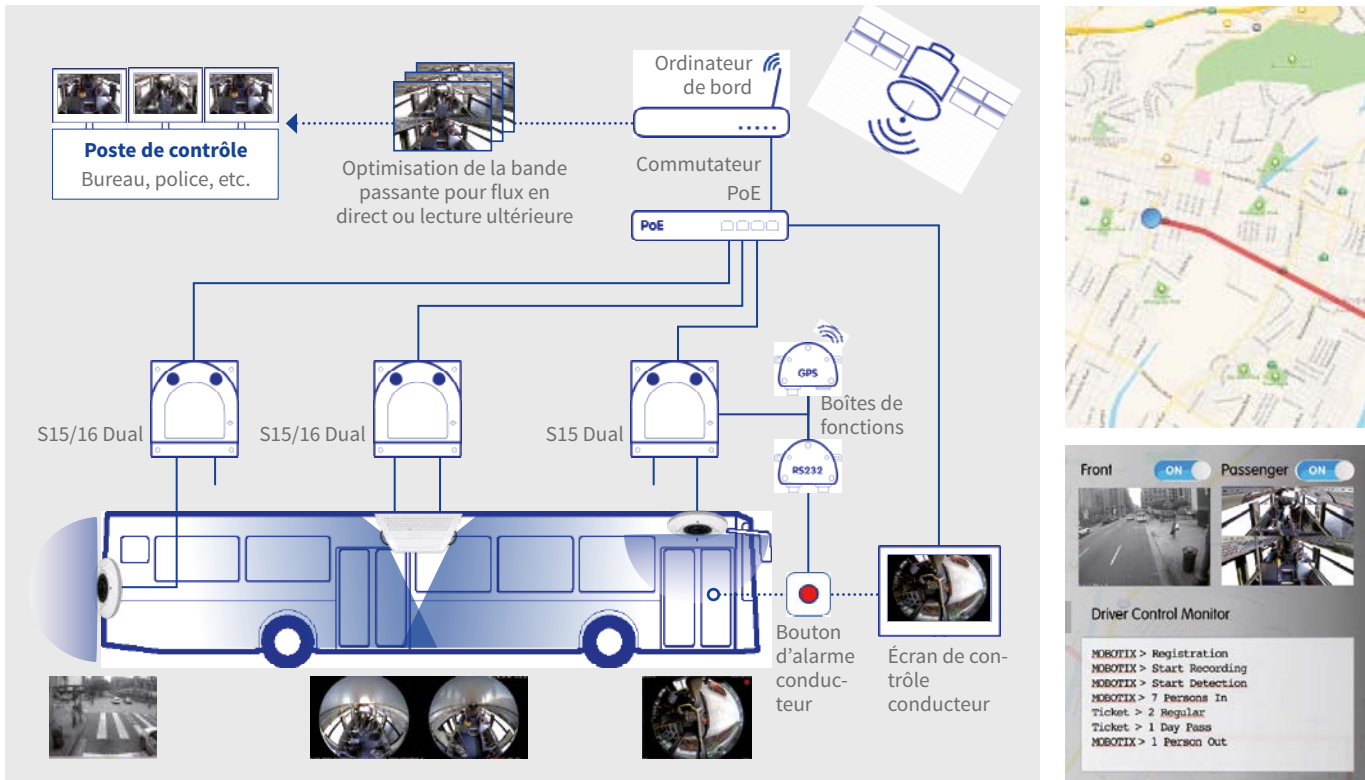 Ordinateur
de bord
Poste de contrôle
Bureau, police, etc.
Optimisation de la bande
passante pour flux en
direct ou lecture ultérieure
Commutateur
PoE
PoE
S15/16 Dual
S15/16 Dual
S15 Dual
GPS
Boîtes de
fonctions
RS232
Bouton
d'alarme
conduc-
teur
Écran de con-
trôle
conducteur
Front
ON
Passenger
ON
Driver Control Monitor
MOBOTIX > Registration
MOBOTIX > Start Recording
MOBOTIX > Start Detection
MOBOTIX > 7 Persons In
Ticket > 2 Regular
Ticket > 1 Day Pass
MOBOTIX > 1 Person Out